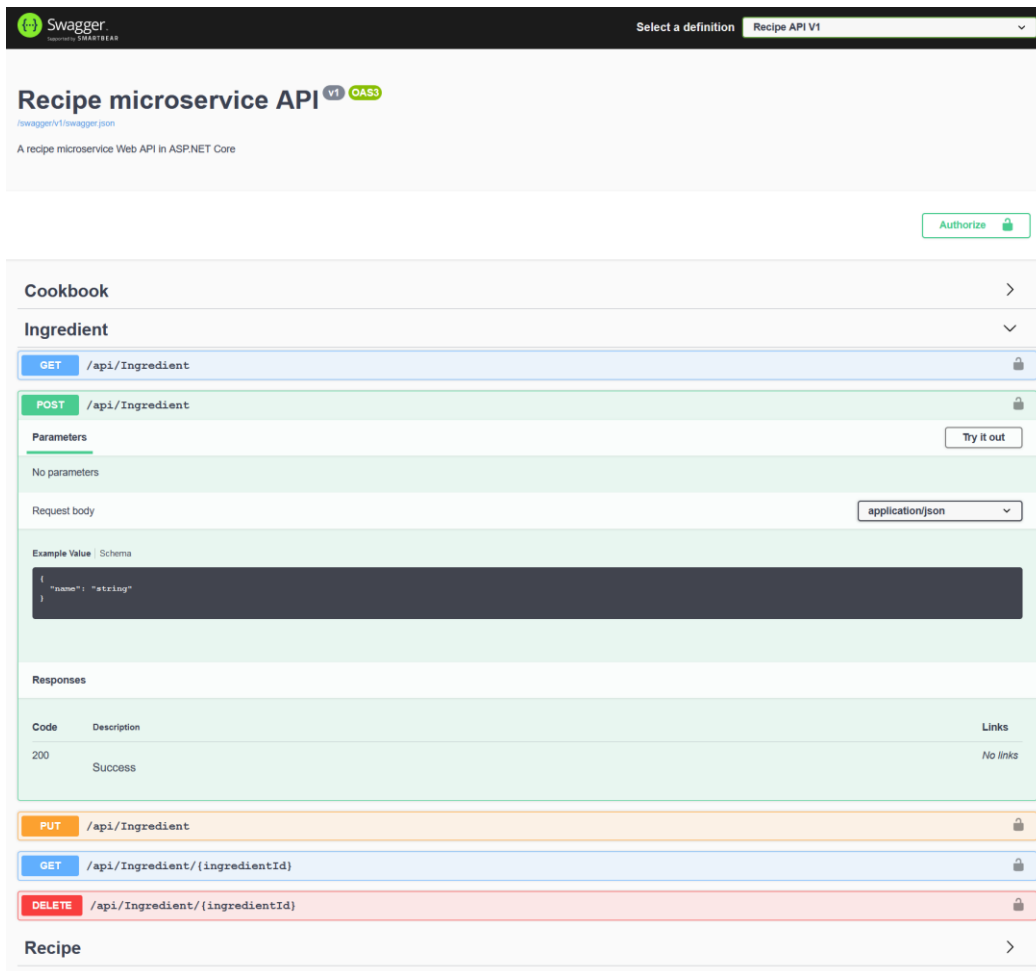 Swagger.
Supported by SMARTBEAR
Select a definition Recipe API V1
Recipe microservice API v1 OAS3
/swagger/v1/swagger.json
A recipe microservice Web API in ASP.NET Core
Authorize
Cookbook
Ingredient
GET /api/Ingredient
POST /api/Ingredient
Parameters Try it out
No parameters
Request body application/json
Example Value Schema
{
"name": "string"
}
Responses
Code Description Links
200 Success No links
PUT /api/Ingredient
GET /api/Ingredient/{ingredientId}
DELETE /api/Ingredient/{ingredientId}
Recipe